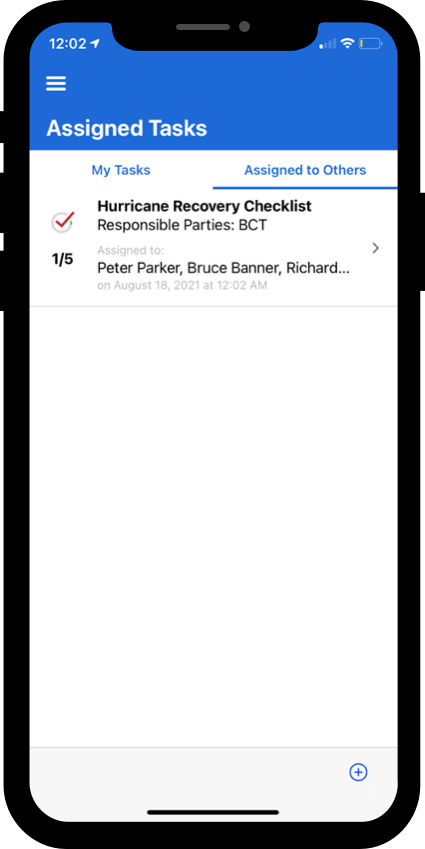 12:02
Assigned Tasks
My Tasks
Assigned to Others
Hurricane Recovery Checklist
Responsible Parties: BCT
1/5
Assigned to:
Peter Parker, Bruce Banner, Richard...
on August 18, 2021 at 12:02 AM